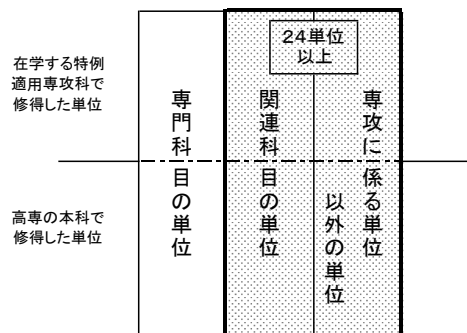 在学する特例
適用専攻科で
修得した単位
高専の本科で
修得した単位
24単位
以上
専門科目の単位
関連科目の単位
専攻に係る単位
以外の単位